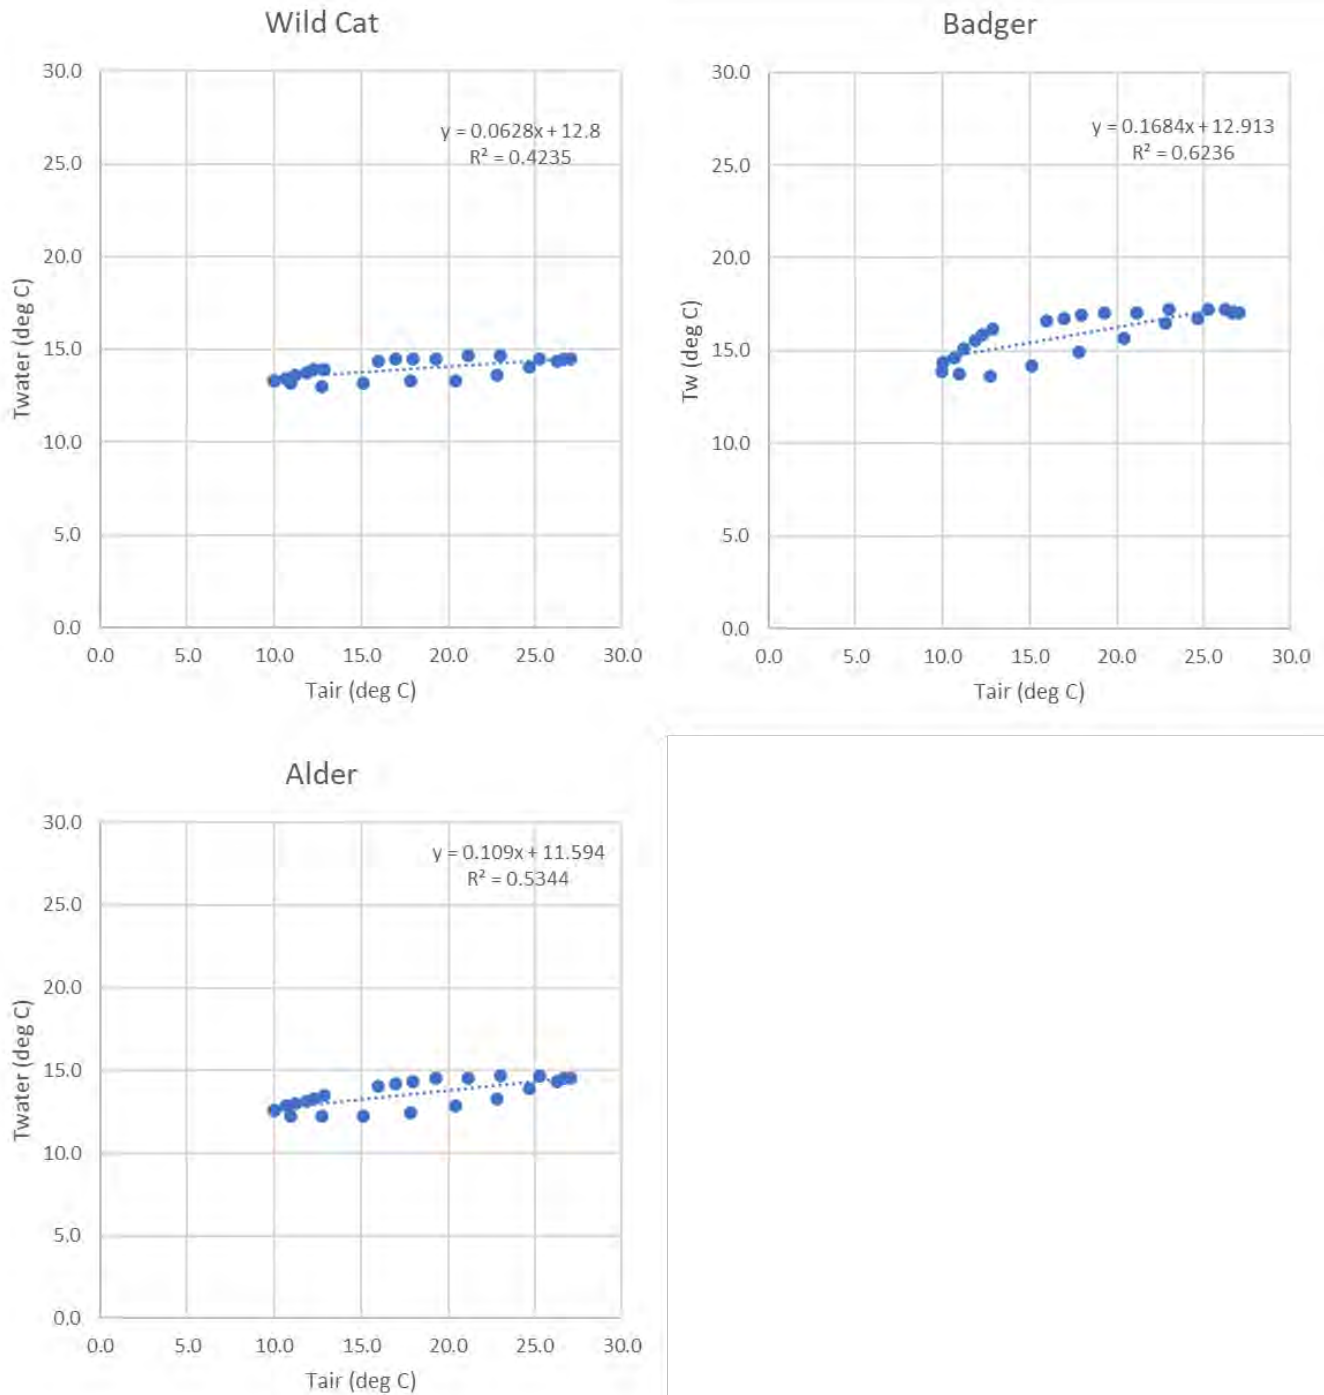 Wild Cat
30.0
25.0
20.0
15.0
10.0
5.0
0.0
Twater (deg C)
y = 0.0628x + 12.8
R² = 0.4235
0.0 5.0 10.0 15.0 20.0 25.0 30.0
Tair (deg C)
Badger
30.0
25.0
20.0
15.0
10.0
5.0
0.0
Tw (deg C)
y = 0.1684x + 12.913
R² = 0.6236
0.0 5.0 10.0 15.0 20.0 25.0 30.0
Tair (deg C)
Alder
30.0
25.0
20.0
15.0
10.0
5.0
0.0
Twater (deg C)
y = 0.109x + 11.594
R² = 0.5344
0.0 5.0 10.0 15.0 20.0 25.0 30.0
Tair (deg C)